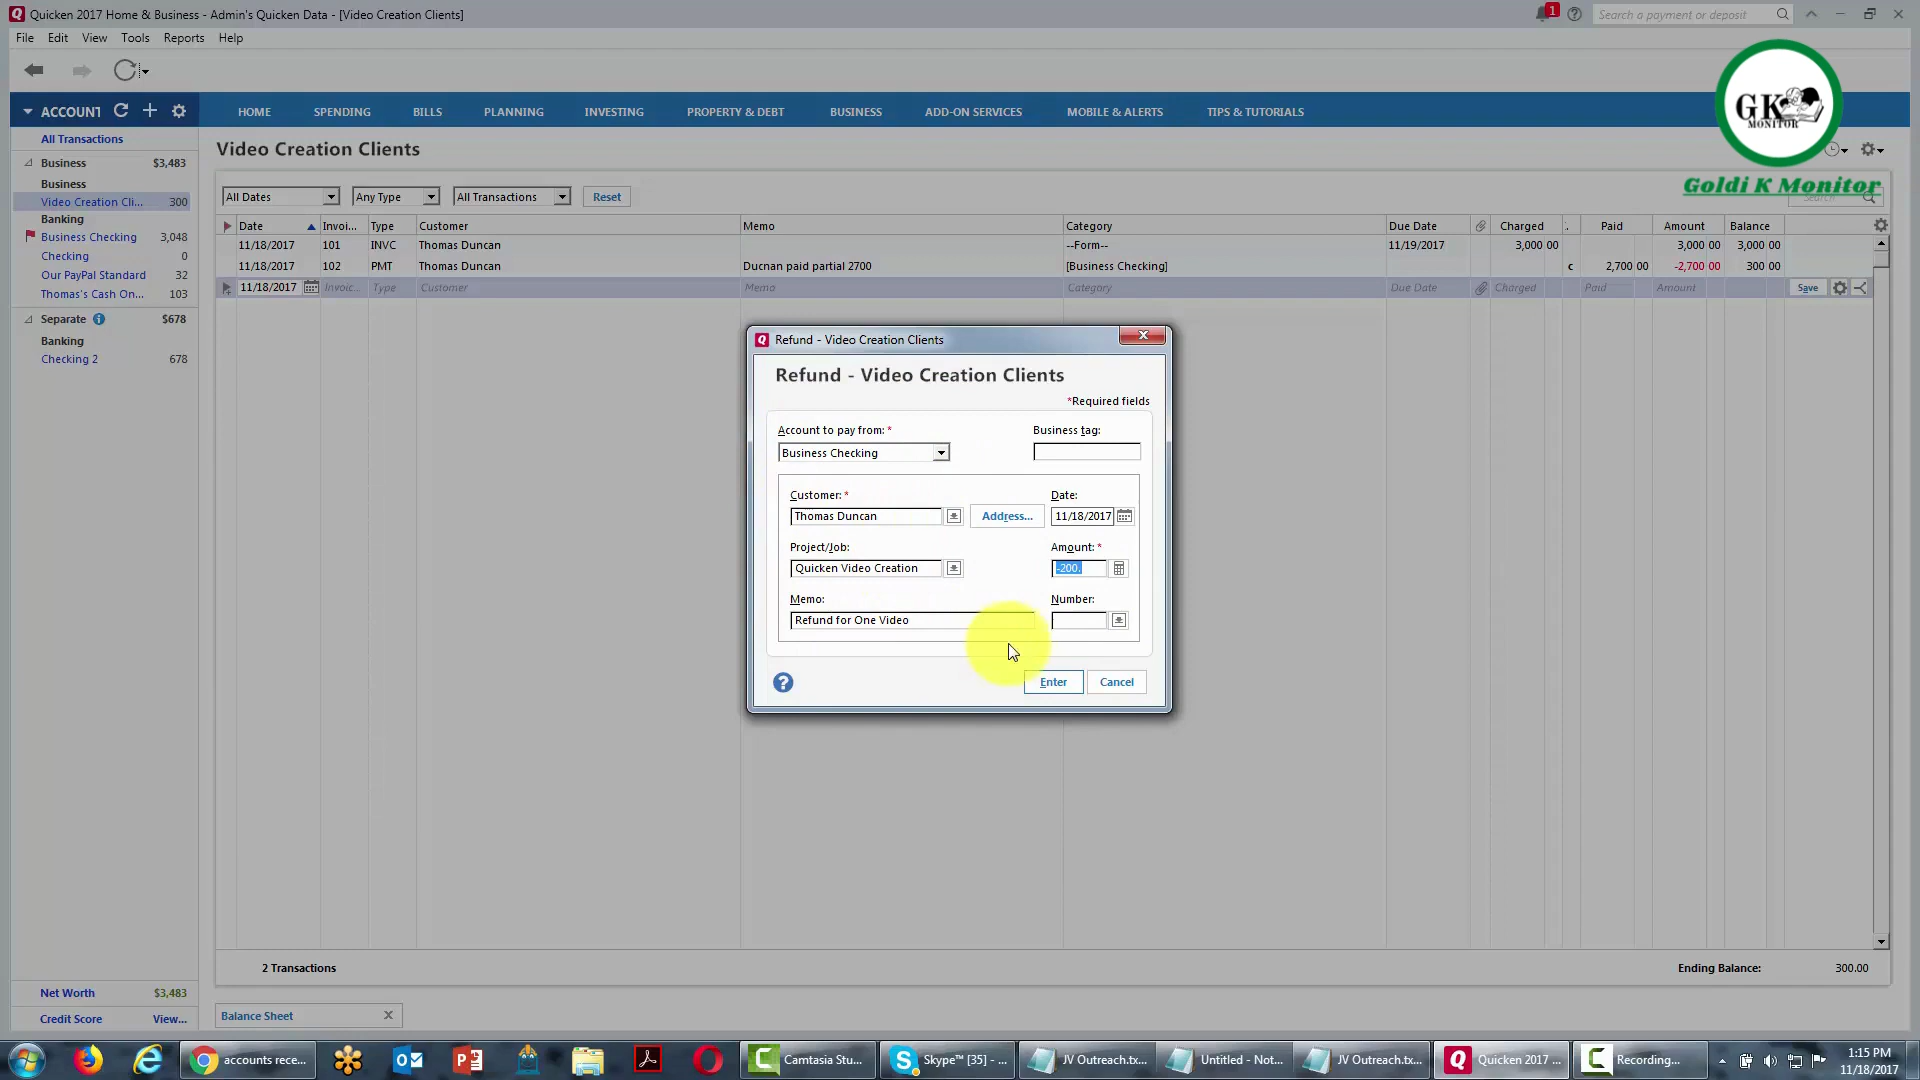 Quicken 2017 Home & Business - Admin's Quicken Data - [Video Creation Clients]
1
Search a payment or deposit
File Edit View Tools Reports Help
GK
MONITOR
Goldi K Monitor
ACCOUNT
HOME SPENDING BILLS PLANNING INVESTING PROPERTY & DEBT BUSINESS ADD-ON SERVICES MOBILE & ALERTS TIPS & TUTORIALS
All Transactions
Business $3,483
Business
Video Creation Cli... 300
Banking
Business Checking 3,048
Checking 0
Our PayPal Standard 32
Thomas's Cash On... 103
Separate $678
Banking
Checking 2 678
Video Creation Clients
All Dates Any Type All Transactions Reset Search
Date Invoi... Type Customer Memo Category Due Date Charged . Paid Amount Balance
11/18/2017 101 INVC Thomas Duncan --Form-- 11/19/2017 3,000 00 3,000 00 3,000 00
11/18/2017 102 PMT Thomas Duncan Ducnan paid partial 2700 [Business Checking] c 2,700 00 -2,700 00 300 00
11/18/2017 Invoic... Type Customer Memo Category Due Date Charged Paid Amount Save
Refund - Video Creation Clients
Refund - Video Creation Clients
*Required fields
Account to pay from: * Business tag:
Business Checking
Customer: * Date:
Thomas Duncan Address... 11/18/2017
Project/Job: Amount: *
Quicken Video Creation -200.
Memo: Number:
Refund for One Video
? Enter Cancel
2 Transactions Ending Balance: 300.00
Net Worth $3,483
Credit Score View...
Balance Sheet
accounts rece... Camtasia Stu... Skype™ [35] - ... JV Outreach.tx... Untitled - Not... JV Outreach.tx... Quicken 2017 ... Recording...
1:15 PM
11/18/2017